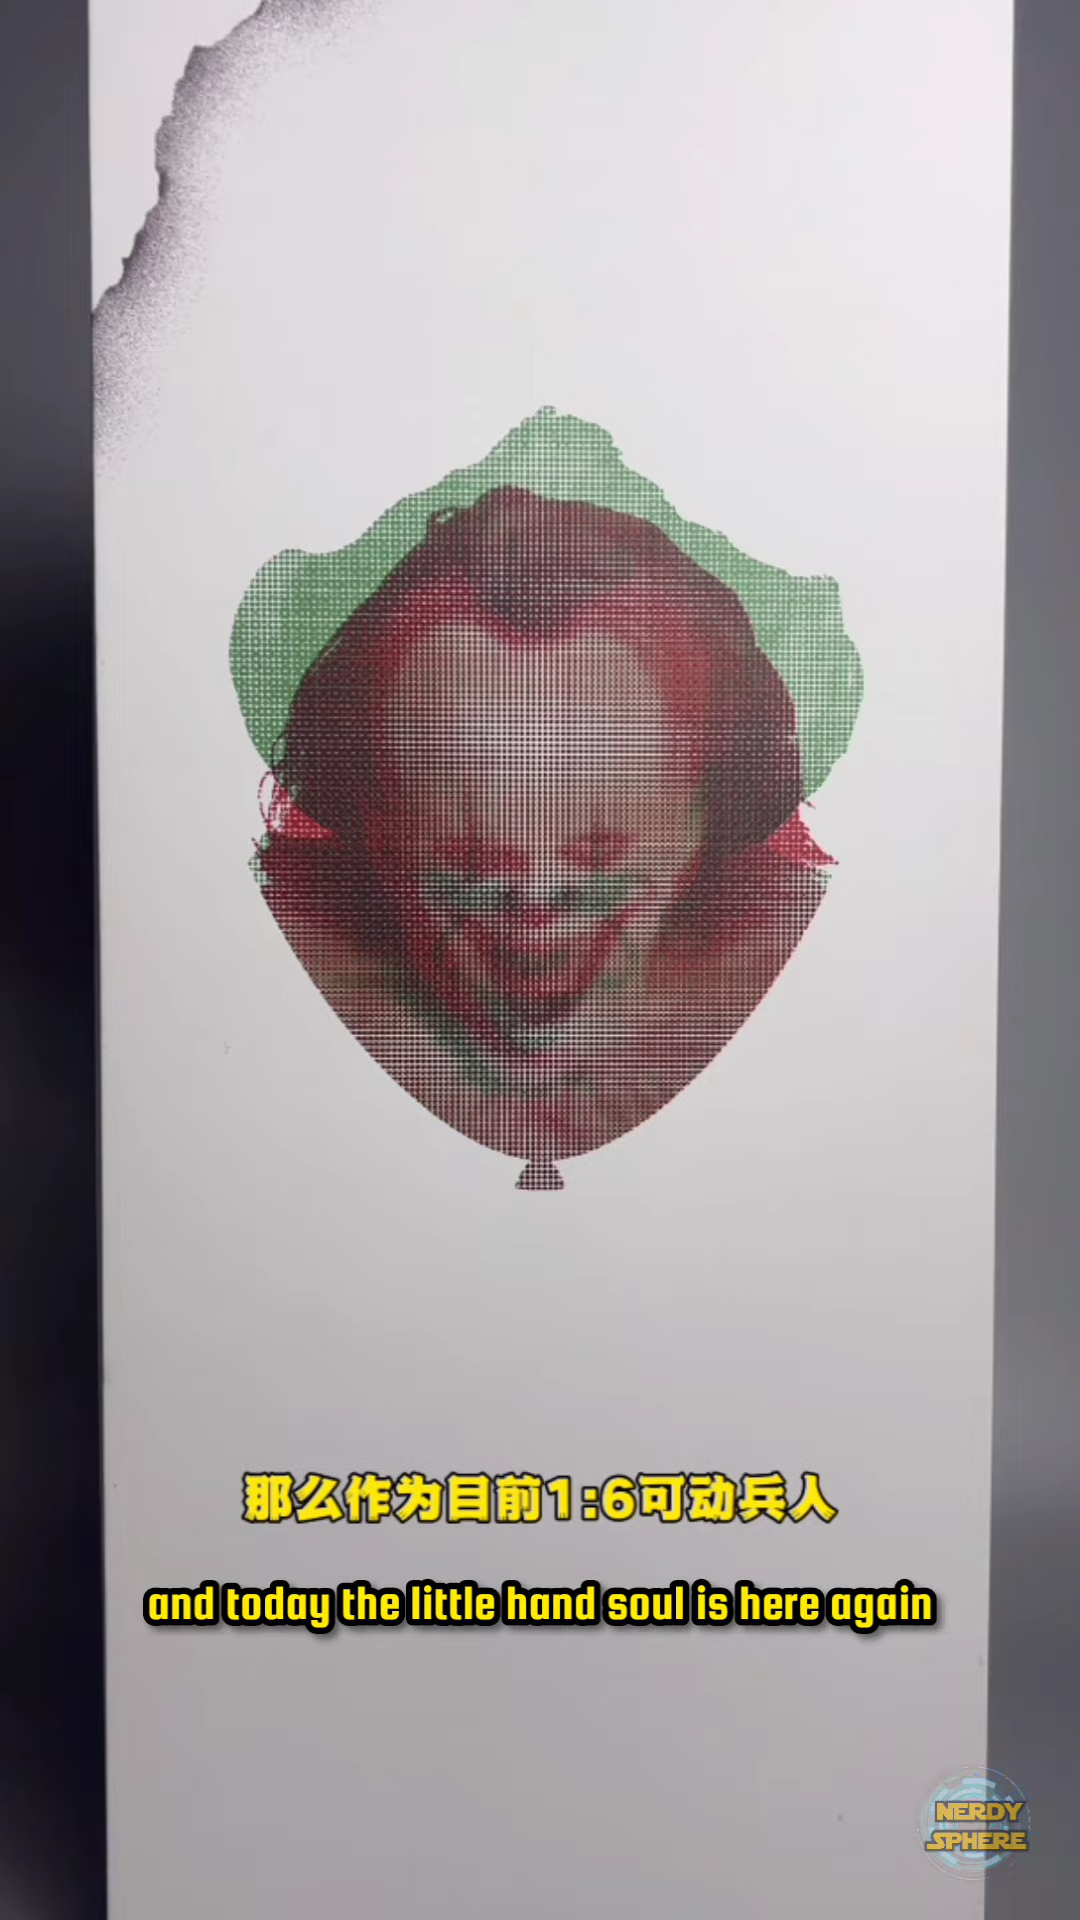 那么作为目前1:6可动兵人
and today the little hand soul is here again
NERDY
SPHERE